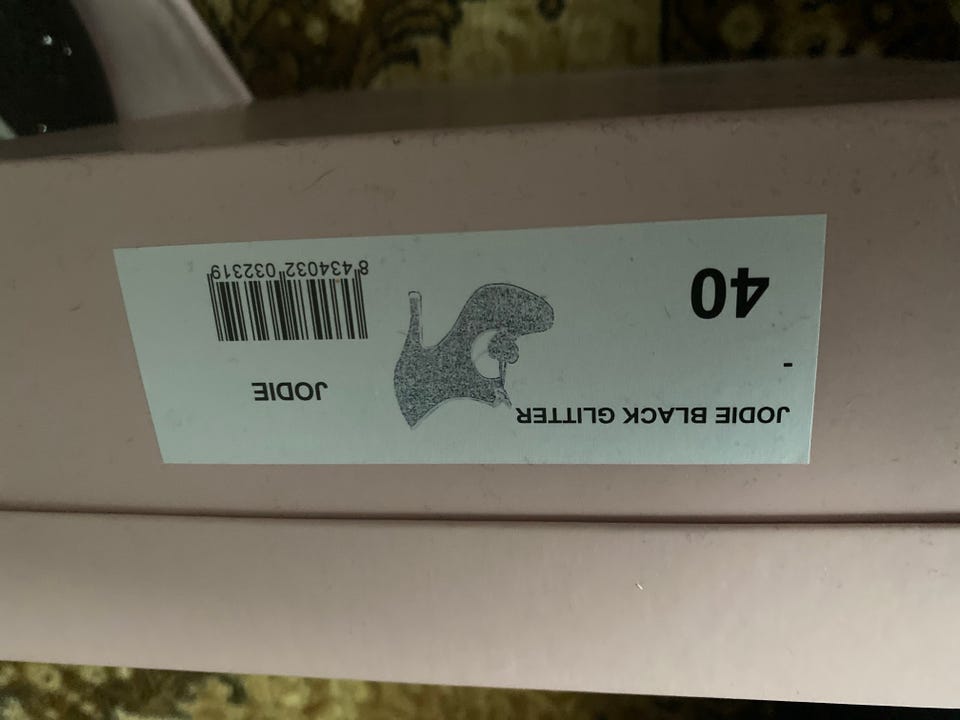 JODIE BLACK GLITTER
-
40
JODIE
8 434032 032319